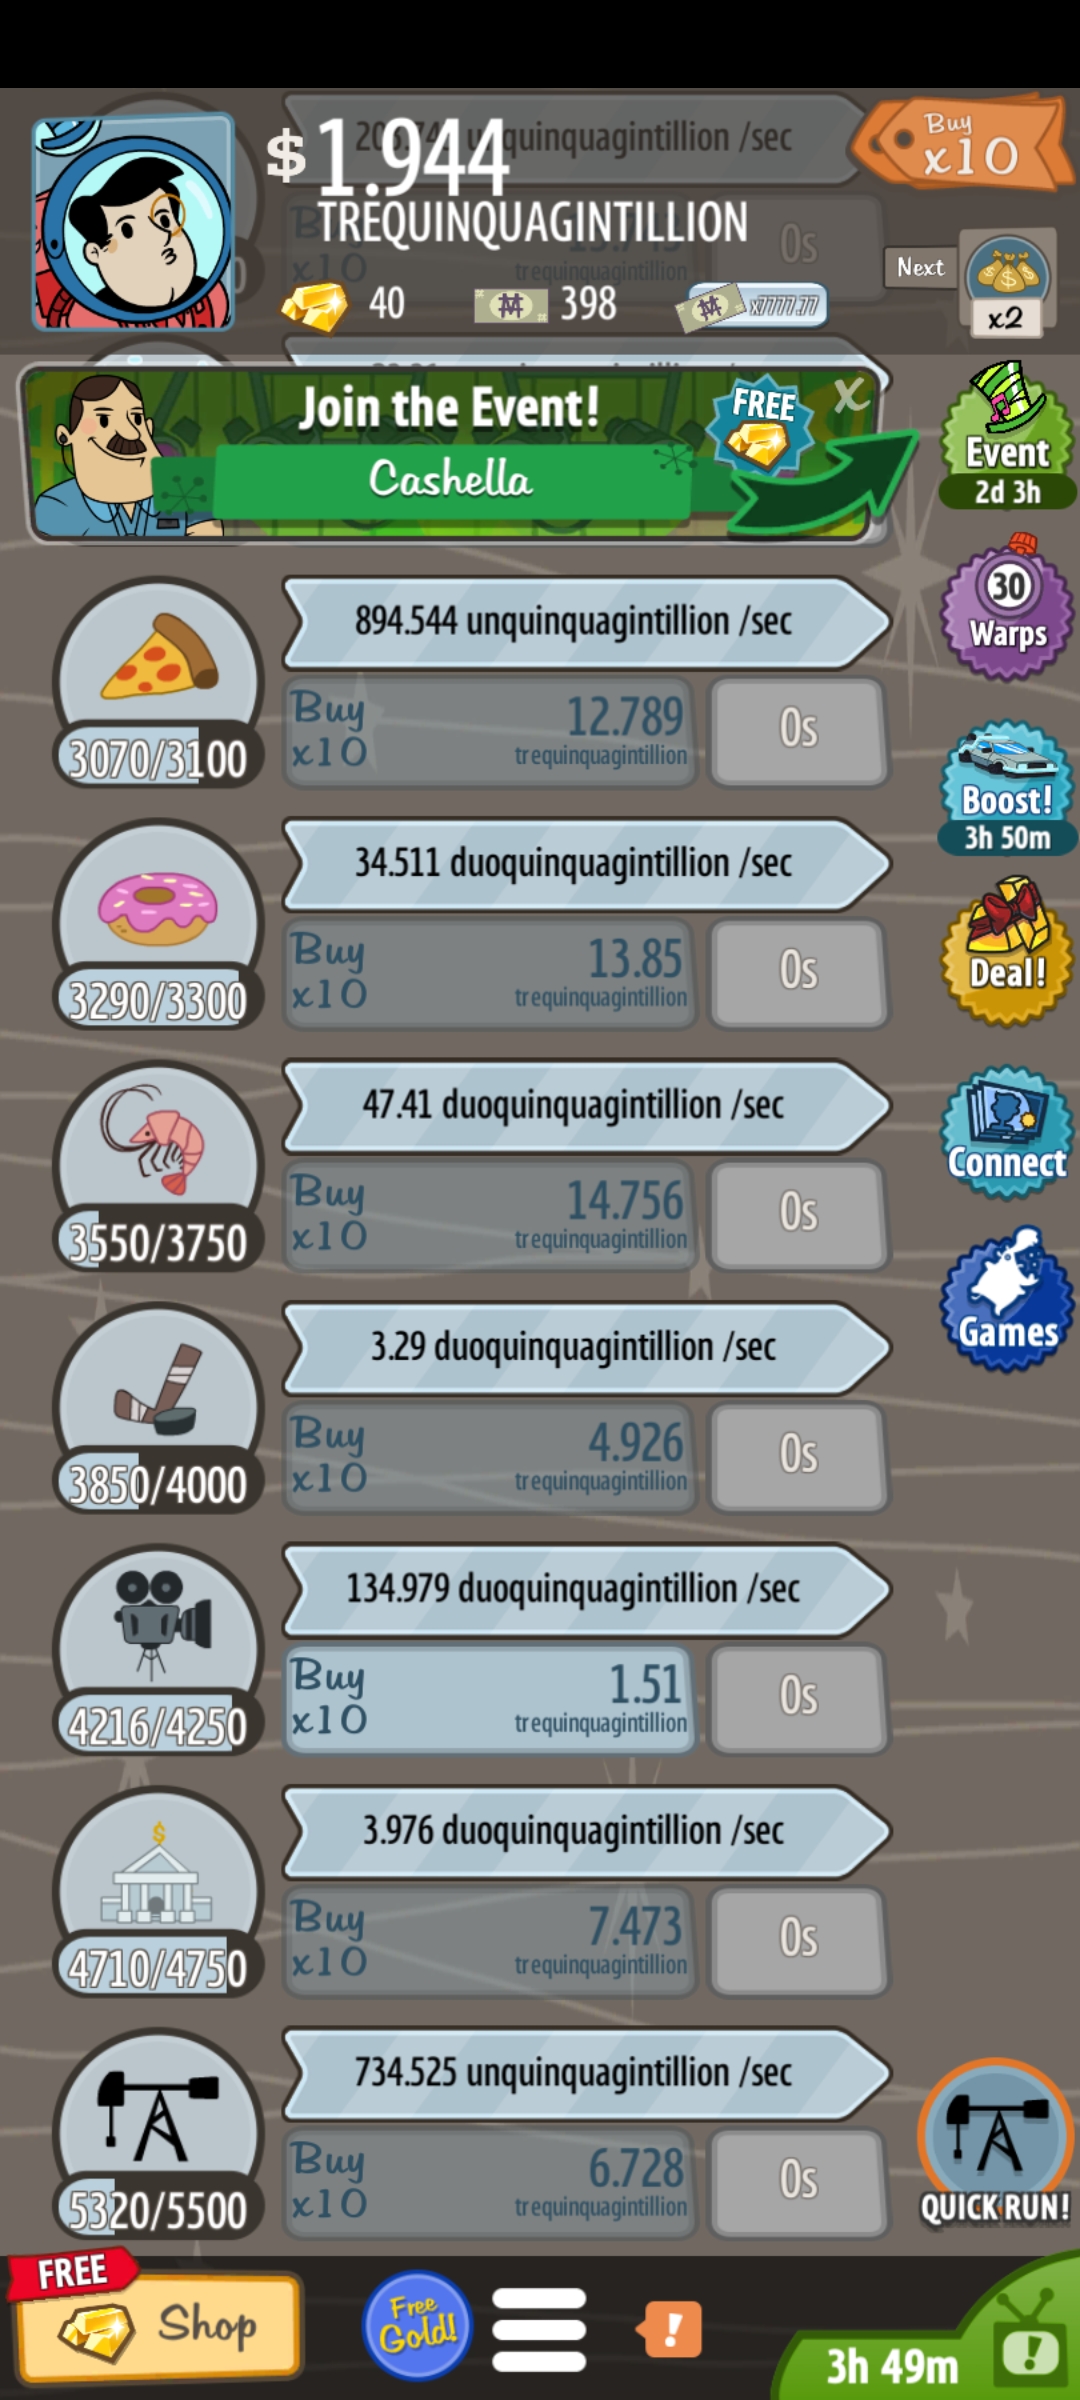 unquinquagintillion /sec
$ 1.944
TREQUINQUAGINTILLION
Buy
x10
Buy
x10
trequinquagintillion
0s
40
398
x7777.77
Next
x2
Join the Event!
FREE
X
Cashella
Event
2d 3h
894.544 unquinquagintillion /sec
30
Warps
Buy
x10
12.789
trequinquagintillion
0s
3070/3100
Boost!
3h 50m
34.511 duoquinquagintillion /sec
Buy
x10
13.85
trequinquagintillion
0s
3290/3300
Deal!
47.41 duoquinquagintillion /sec
Connect
Buy
x10
14.756
trequinquagintillion
0s
3550/3750
Games
3.29 duoquinquagintillion /sec
Buy
x10
4.926
trequinquagintillion
0s
3850/4000
134.979 duoquinquagintillion /sec
Buy
x10
1.51
trequinquagintillion
0s
4216/4250
3.976 duoquinquagintillion /sec
Buy
x10
7.473
trequinquagintillion
0s
4710/4750
734.525 unquinquagintillion /sec
Buy
x10
6.728
trequinquagintillion
0s
5320/5500
QUICK RUN!
FREE
Shop
Free
Gold!
!
3h 49m
!